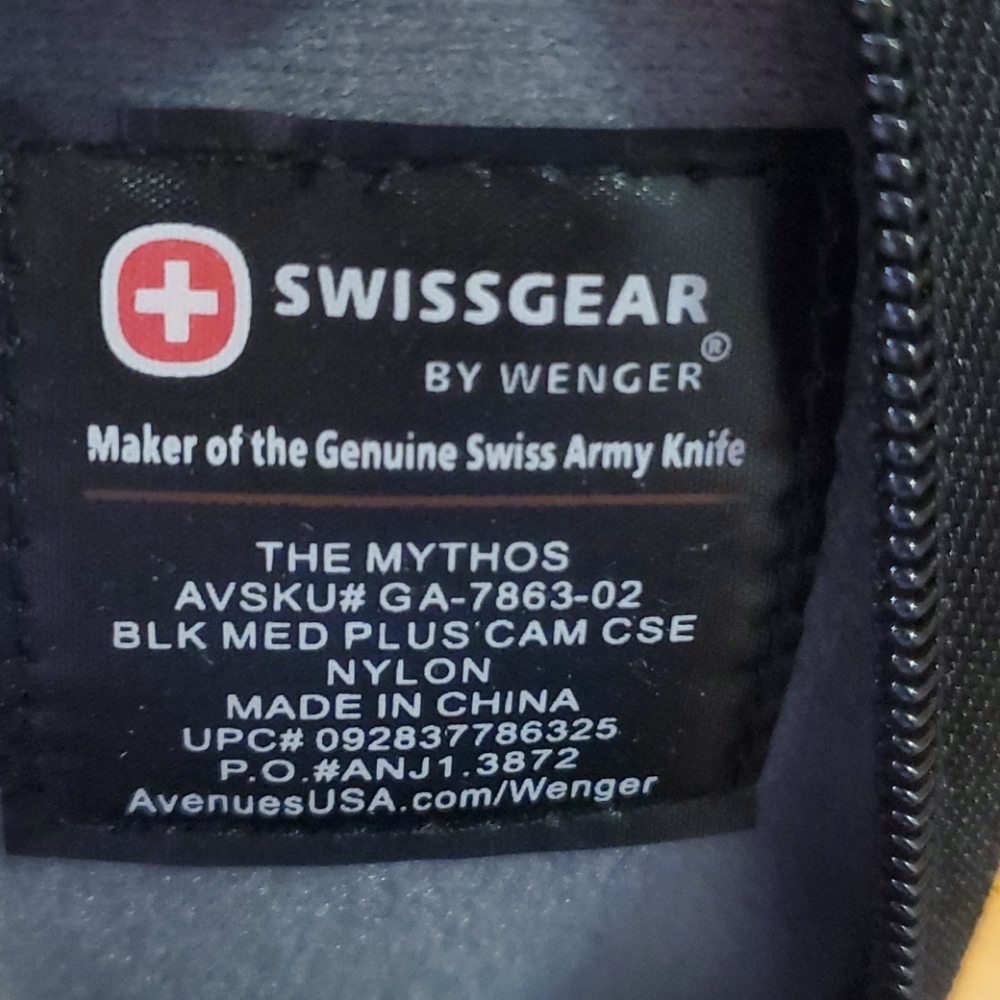 SWISSGEAR
BY WENGER®
Maker of the Genuine Swiss Army Knife
THE MYTHOS
AVSKU# GA-7863-02
BLK MED PLUS CAM CSE
NYLON
MADE IN CHINA
UPC# 092837786325
P.O.#ANJ1.3872
AvenuesUSA.com/Wenger